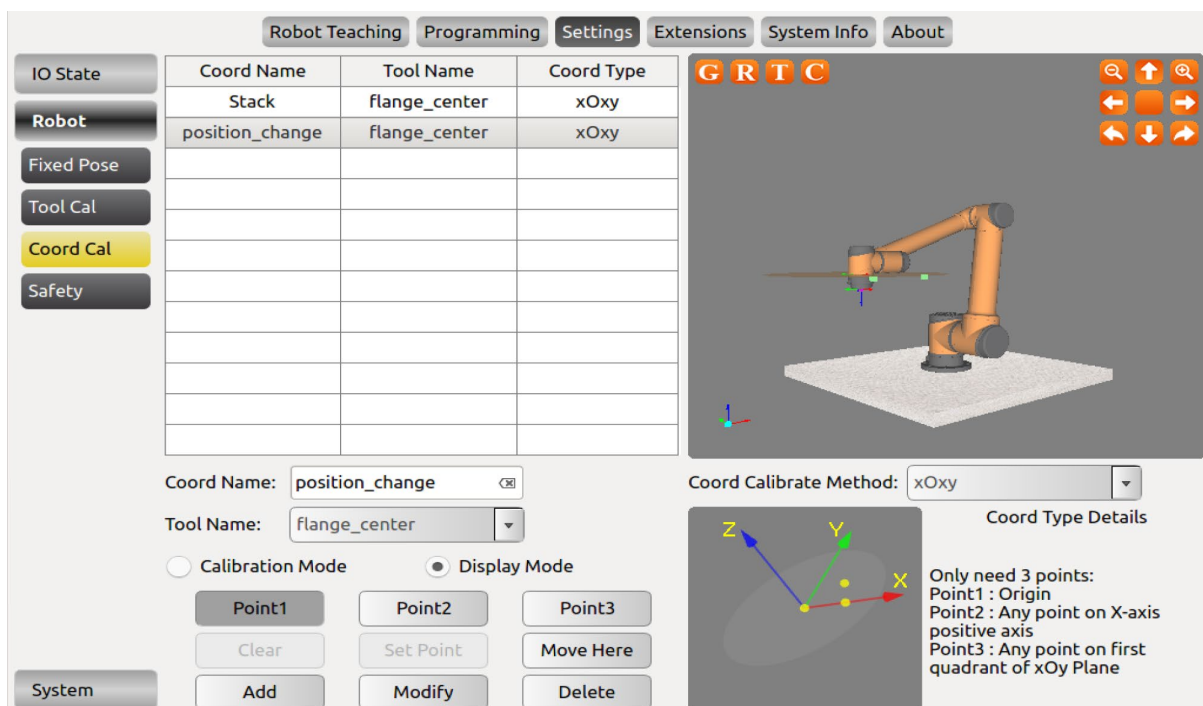 Robot Teaching Programming Settings Extensions System Info About
IO State
Robot
Fixed Pose
Tool Cal
Coord Cal
Safety
System
Coord Name Tool Name Coord Type
Stack flange_center xOxy
position_change flange_center xOxy
G R T C
Coord Name: position_change
Tool Name: flange_center
Calibration Mode Display Mode
Point1 Point2 Point3
Clear Set Point Move Here
Add Modify Delete
Coord Calibrate Method: xOxy
Z Y X
Coord Type Details
Only need 3 points:
Point1 : Origin
Point2 : Any point on X-axis
positive axis
Point3 : Any point on first
quadrant of xOy Plane